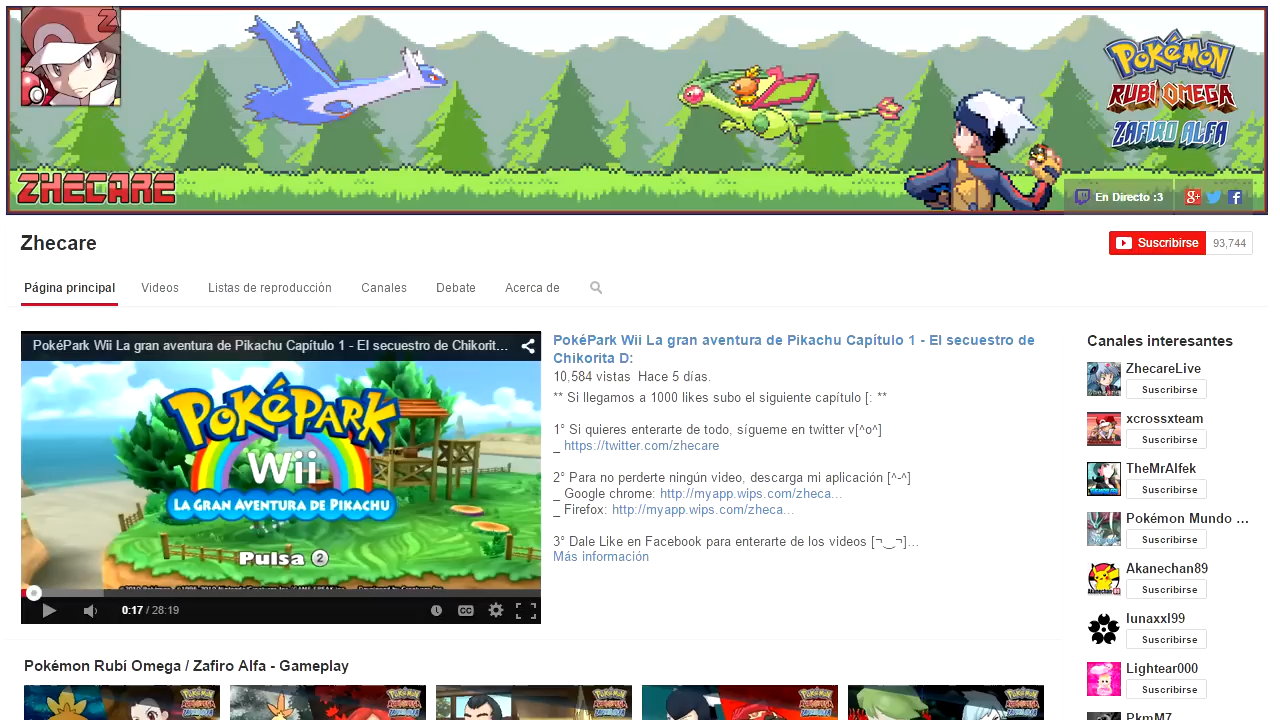 Z
POKÉMON
RUBÍ OMEGA
ZAFIRO ALFA
ZHECARE
En Directo :3
g+
f
Zhecare
Suscribirse
93,744
Página principal
Videos
Listas de reproducción
Canales
Debate
Acerca de
PokéPark Wii La gran aventura de Pikachu Capítulo 1 - El secuestro de Chikorit...
POKÉPARK
Wii
LA GRAN AVENTURA DE PIKACHU
Pulsa 2
0:17 / 28:19
CC
PokéPark Wii La gran aventura de Pikachu Capítulo 1 - El secuestro de
Chikorita D:
10,584 vistas Hace 5 días.
** Si llegamos a 1000 likes subo el siguiente capítulo [: **
1° Si quieres enterarte de todo, sígueme en twitter v[^o^]
_ https://twitter.com/zhecare
2° Para no perderte ningún video, descarga mi aplicación [^-^]
_ Google chrome: http://myapp.wips.com/zheca...
_ Firefox: http://myapp.wips.com/zheca...
3° Dale Like en Facebook para enterarte de los videos [¬‿¬]...
Más información
Canales interesantes
ZhecareLive
Suscribirse
xcrossxteam
Suscribirse
TheMrAlfek
Suscribirse
Pokémon Mundo ...
Suscribirse
Akanechan89
Suscribirse
lunaxxl99
Suscribirse
Lightear000
Suscribirse
PkmM7
Pokémon Rubí Omega / Zafiro Alfa - Gameplay